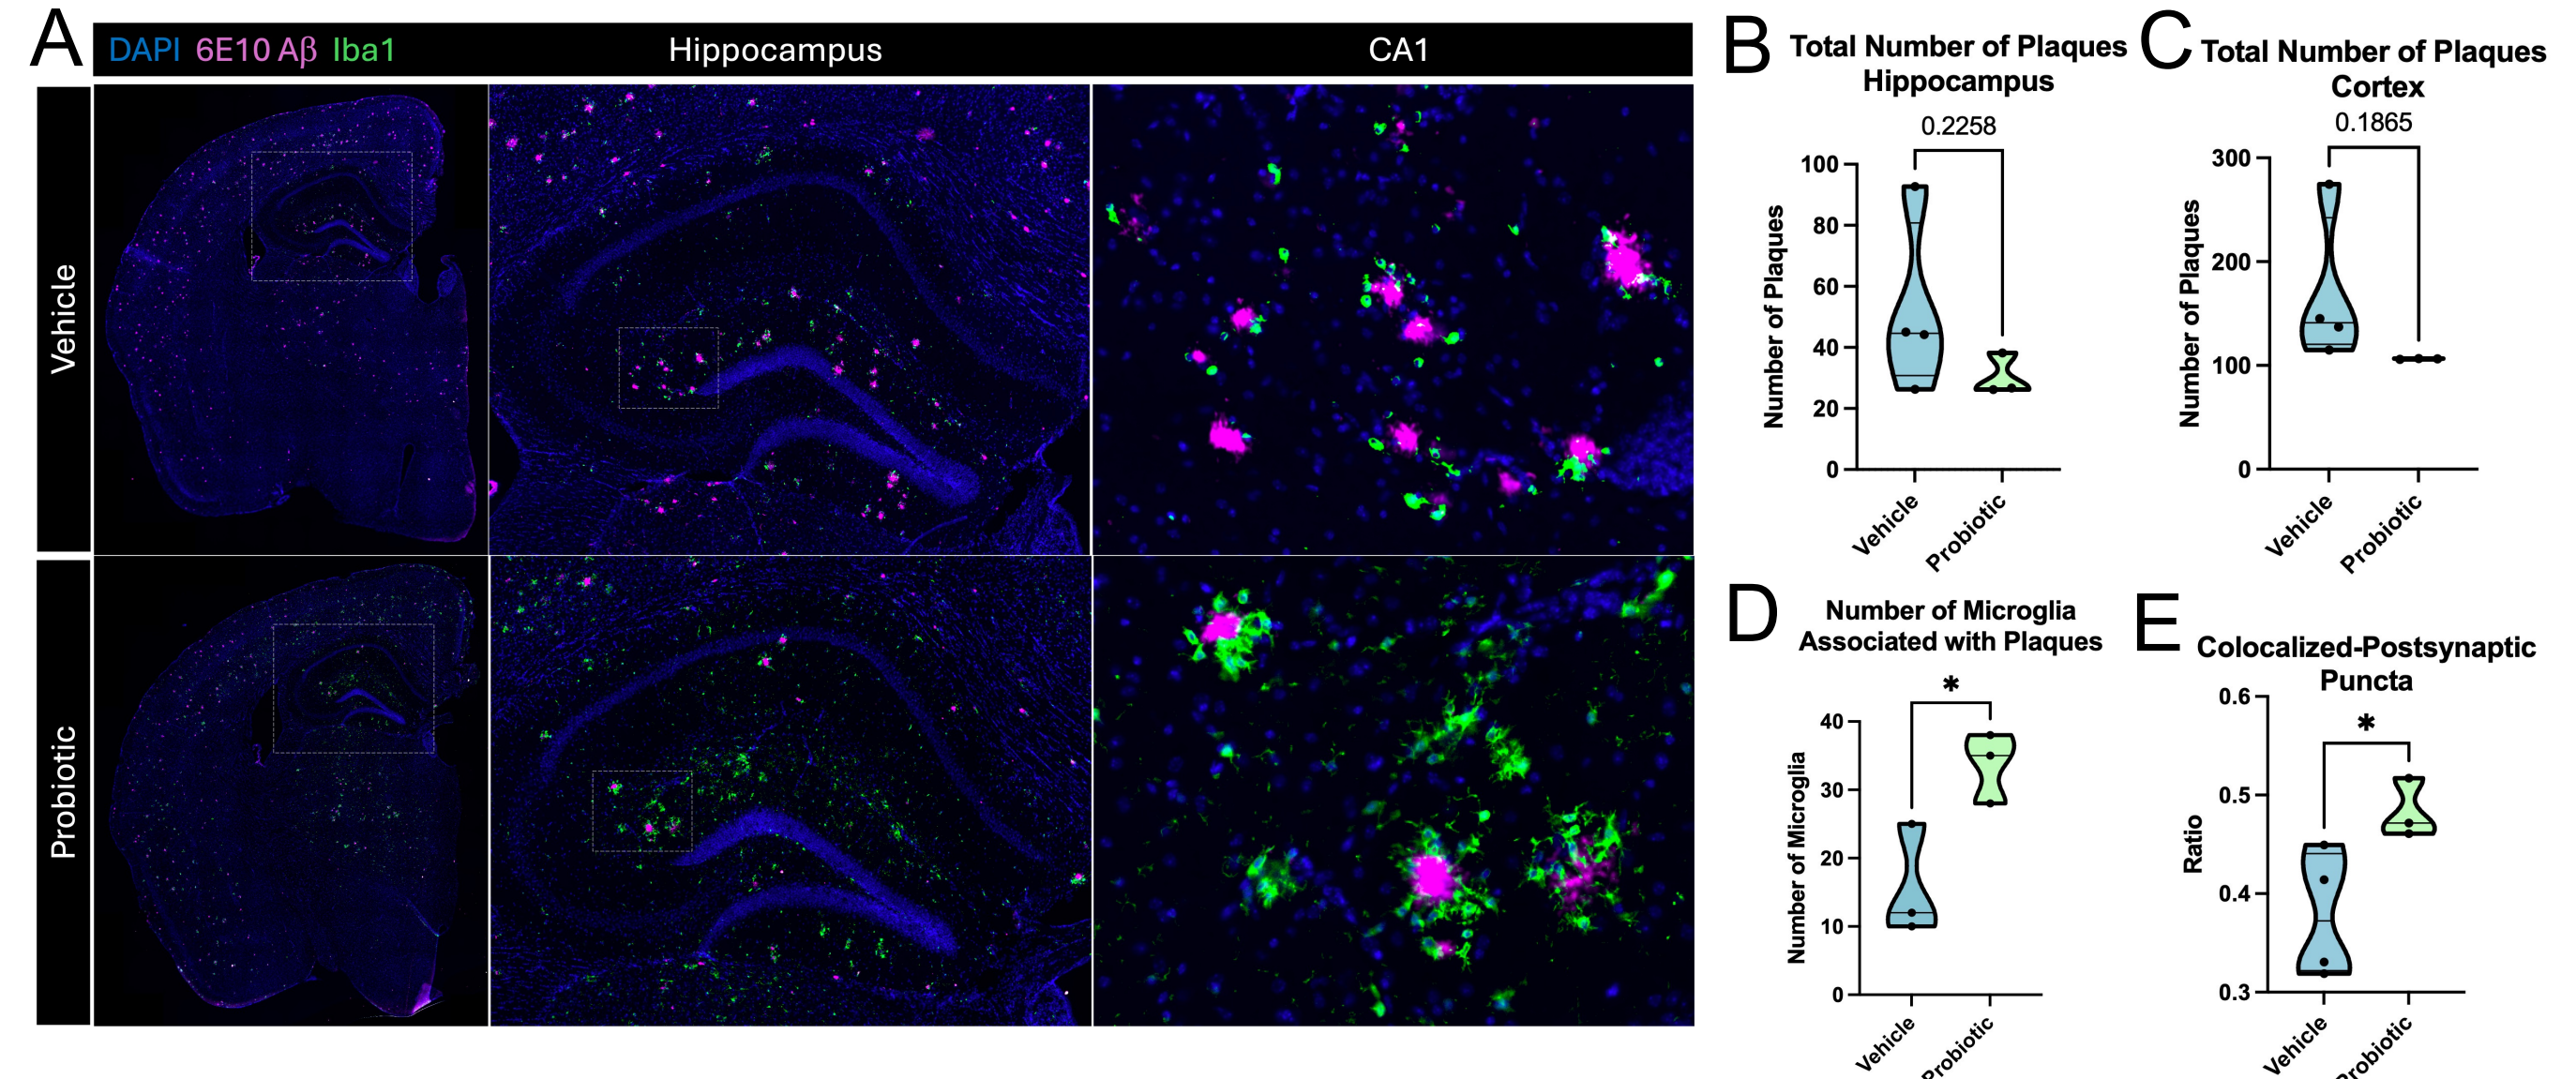 A
DAPI 6E10 Aβ Iba1
Hippocampus
CA1
Vehicle
Probiotic
B
Total Number of Plaques
Hippocampus
0.2258
Number of Plaques
100
80
60
40
20
0
Vehicle
Probiotic
C
Total Number of Plaques
Cortex
0.1865
Number of Plaques
300
200
100
0
Vehicle
Probiotic
D
Number of Microglia
Associated with Plaques
*
Number of Microglia
40
30
20
10
0
Vehicle
Probiotic
E
Colocalized-Postsynaptic
Puncta
*
Ratio
0.6
0.5
0.4
0.3
Vehicle
Probiotic